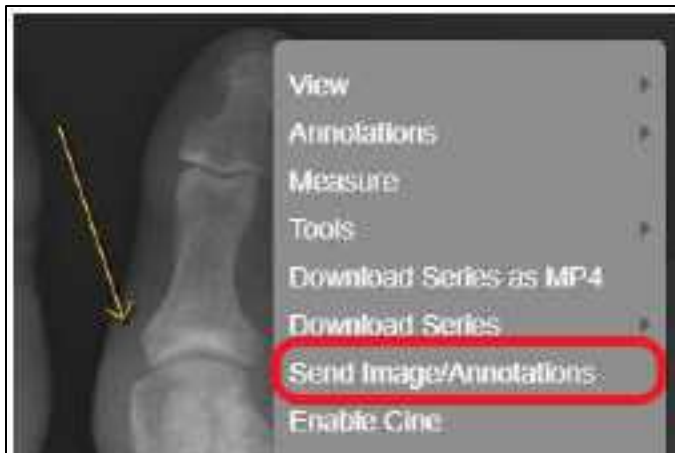 View
Annotations
Measure
Tools
Download Series as MP4
Download Series
Send Image/Annotations
Enable Cine